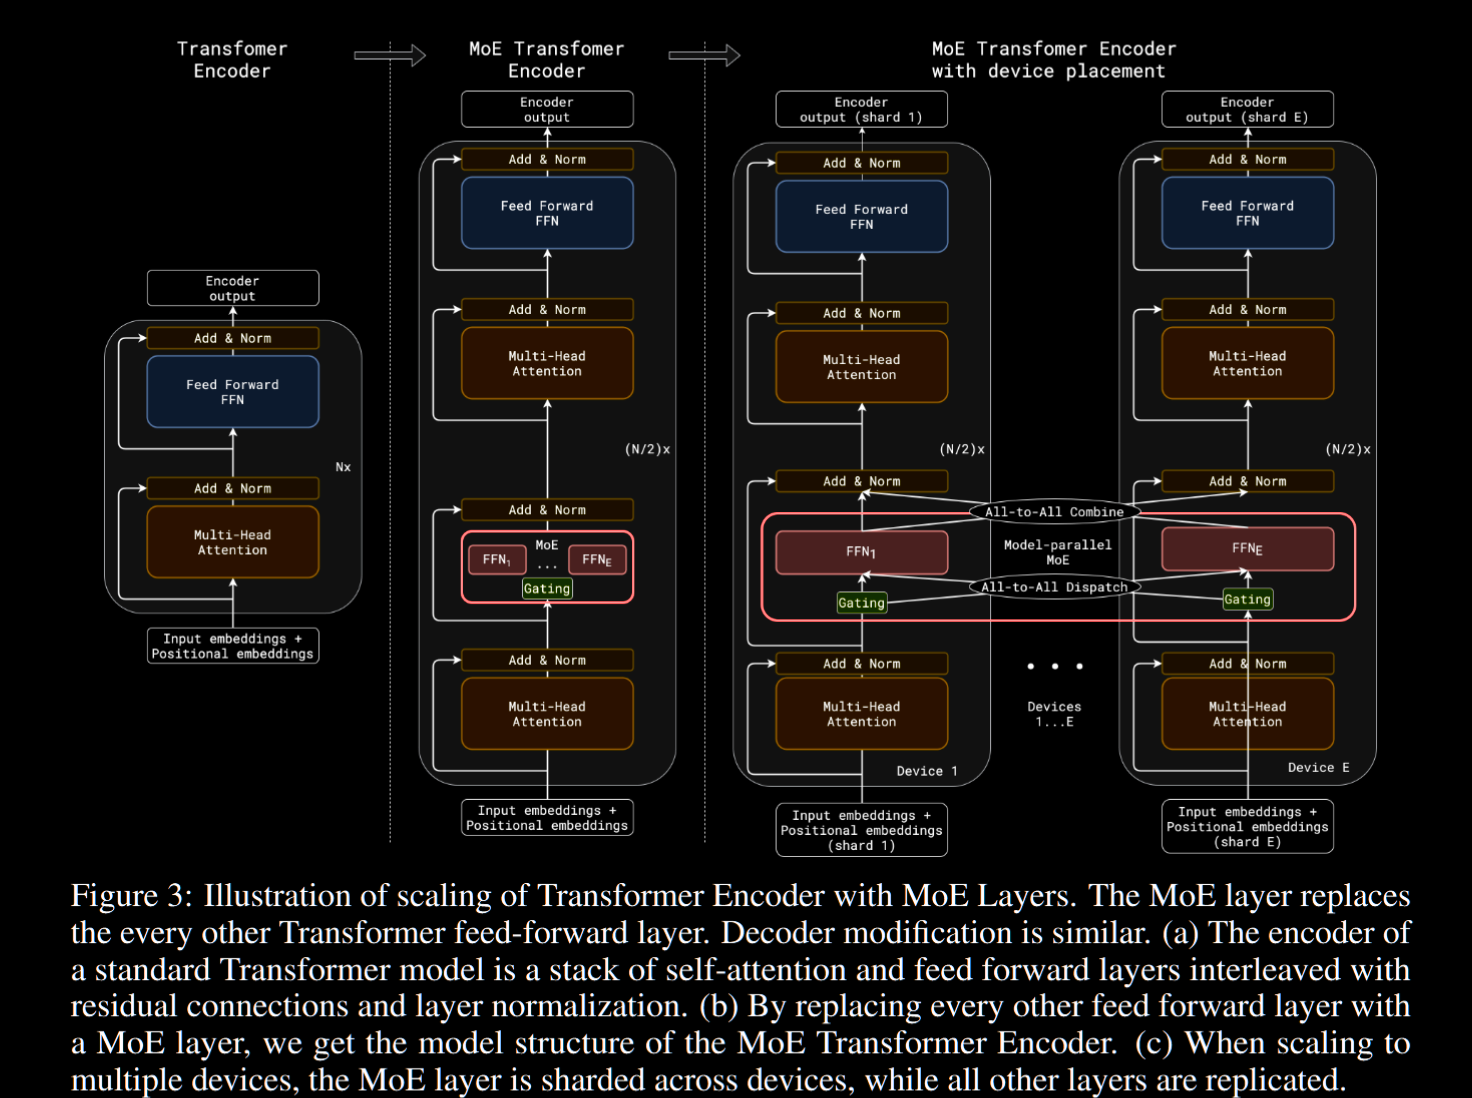 Transfomer
Encoder
MoE Transfomer
Encoder
MoE Transfomer Encoder
with device placement
Encoder
output
Add & Norm
Feed Forward
FFN
Nx
Add & Norm
Multi-Head
Attention
Input embeddings +
Positional embeddings
Encoder
output
Add & Norm
Feed Forward
FFN
Add & Norm
Multi-Head
Attention
(N/2)x
Add & Norm
MoE
FFN₁ ... FFN_E
Gating
Add & Norm
Multi-Head
Attention
Input embeddings +
Positional embeddings
Encoder
output (shard 1)
Add & Norm
Feed Forward
FFN
Add & Norm
Multi-Head
Attention
(N/2)x
Add & Norm
FFN₁
Gating
Add & Norm
Multi-Head
Attention
Device 1
Input embeddings +
Positional embeddings
(shard 1)
All-to-All Combine
Model-parallel
MoE
All-to-All Dispatch
• • •
Devices
1...E
Encoder
output (shard E)
Add & Norm
Feed Forward
FFN
Add & Norm
Multi-Head
Attention
(N/2)x
Add & Norm
FFN_E
Gating
Add & Norm
Multi-Head
Attention
Device E
Input embeddings +
Positional embeddings
(shard E)
Figure 3: Illustration of scaling of Transformer Encoder with MoE Layers. The MoE layer replaces
the every other Transformer feed-forward layer. Decoder modification is similar. (a) The encoder of
a standard Transformer model is a stack of self-attention and feed forward layers interleaved with
residual connections and layer normalization. (b) By replacing every other feed forward layer with
a MoE layer, we get the model structure of the MoE Transformer Encoder. (c) When scaling to
multiple devices, the MoE layer is sharded across devices, while all other layers are replicated.